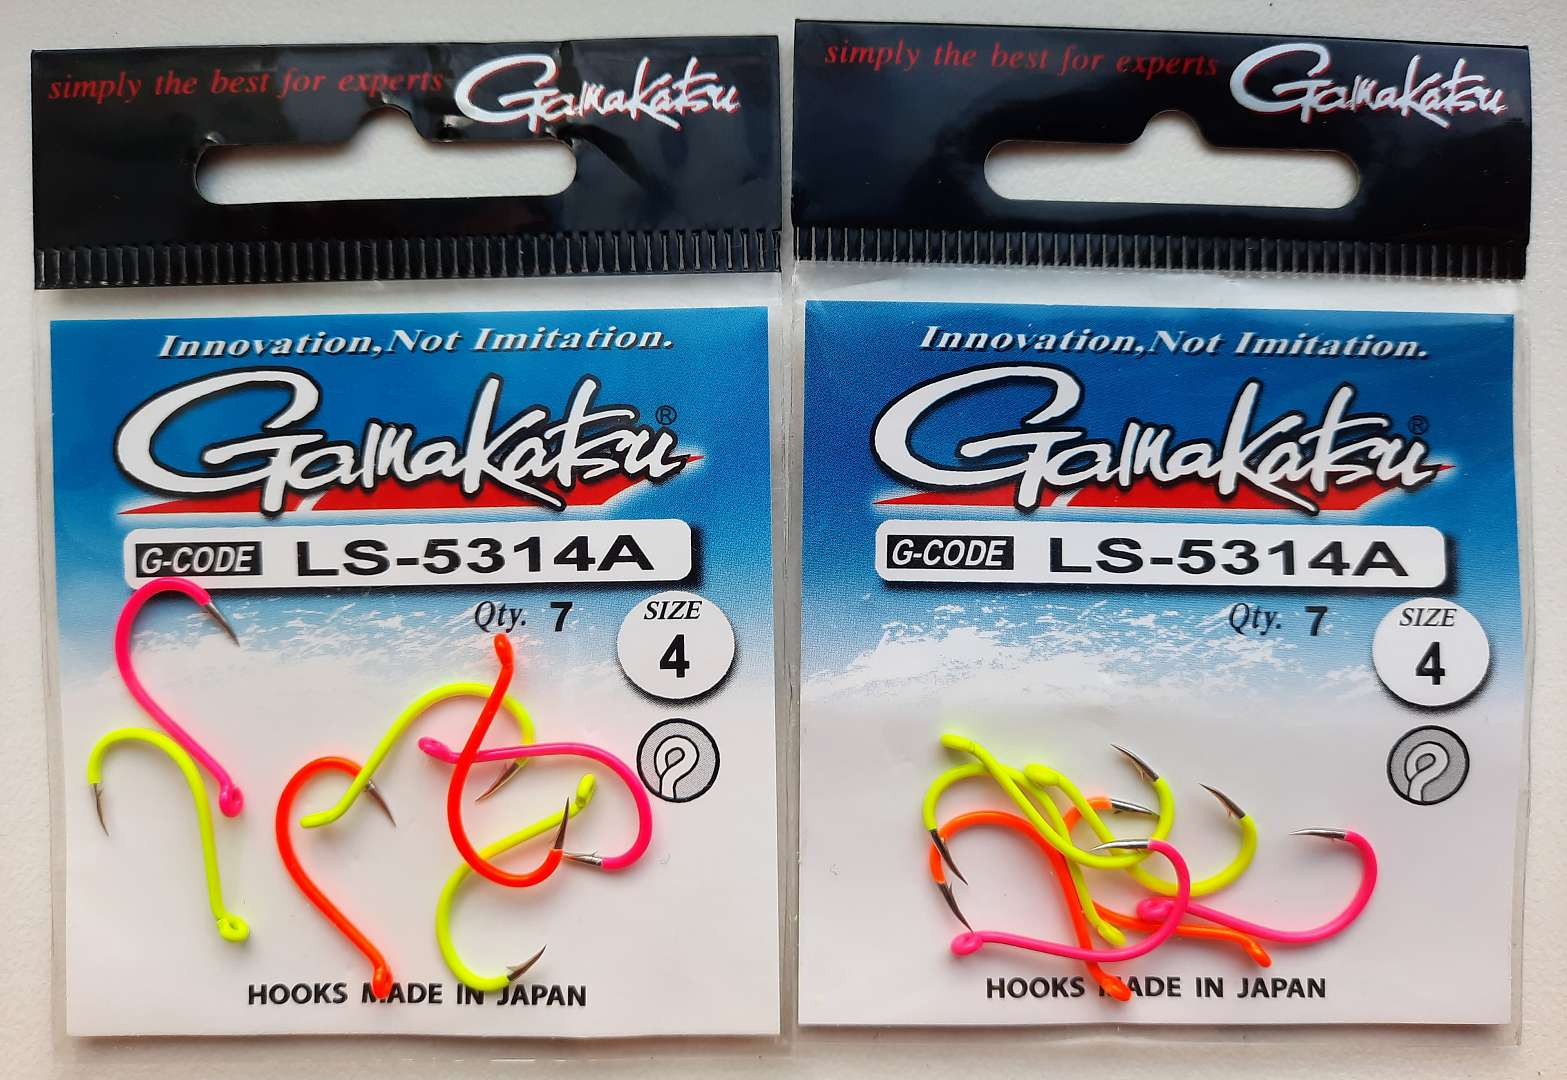 simply the best for experts Gamakatsu
Innovation, Not Imitation.
Gamakatsu®
G-CODE LS-5314A
Qty. 7
SIZE
4
HOOKS MADE IN JAPAN
simply the best for experts Gamakatsu
Innovation, Not Imitation.
Gamakatsu®
G-CODE LS-5314A
Qty. 7
SIZE
4
HOOKS MADE IN JAPAN